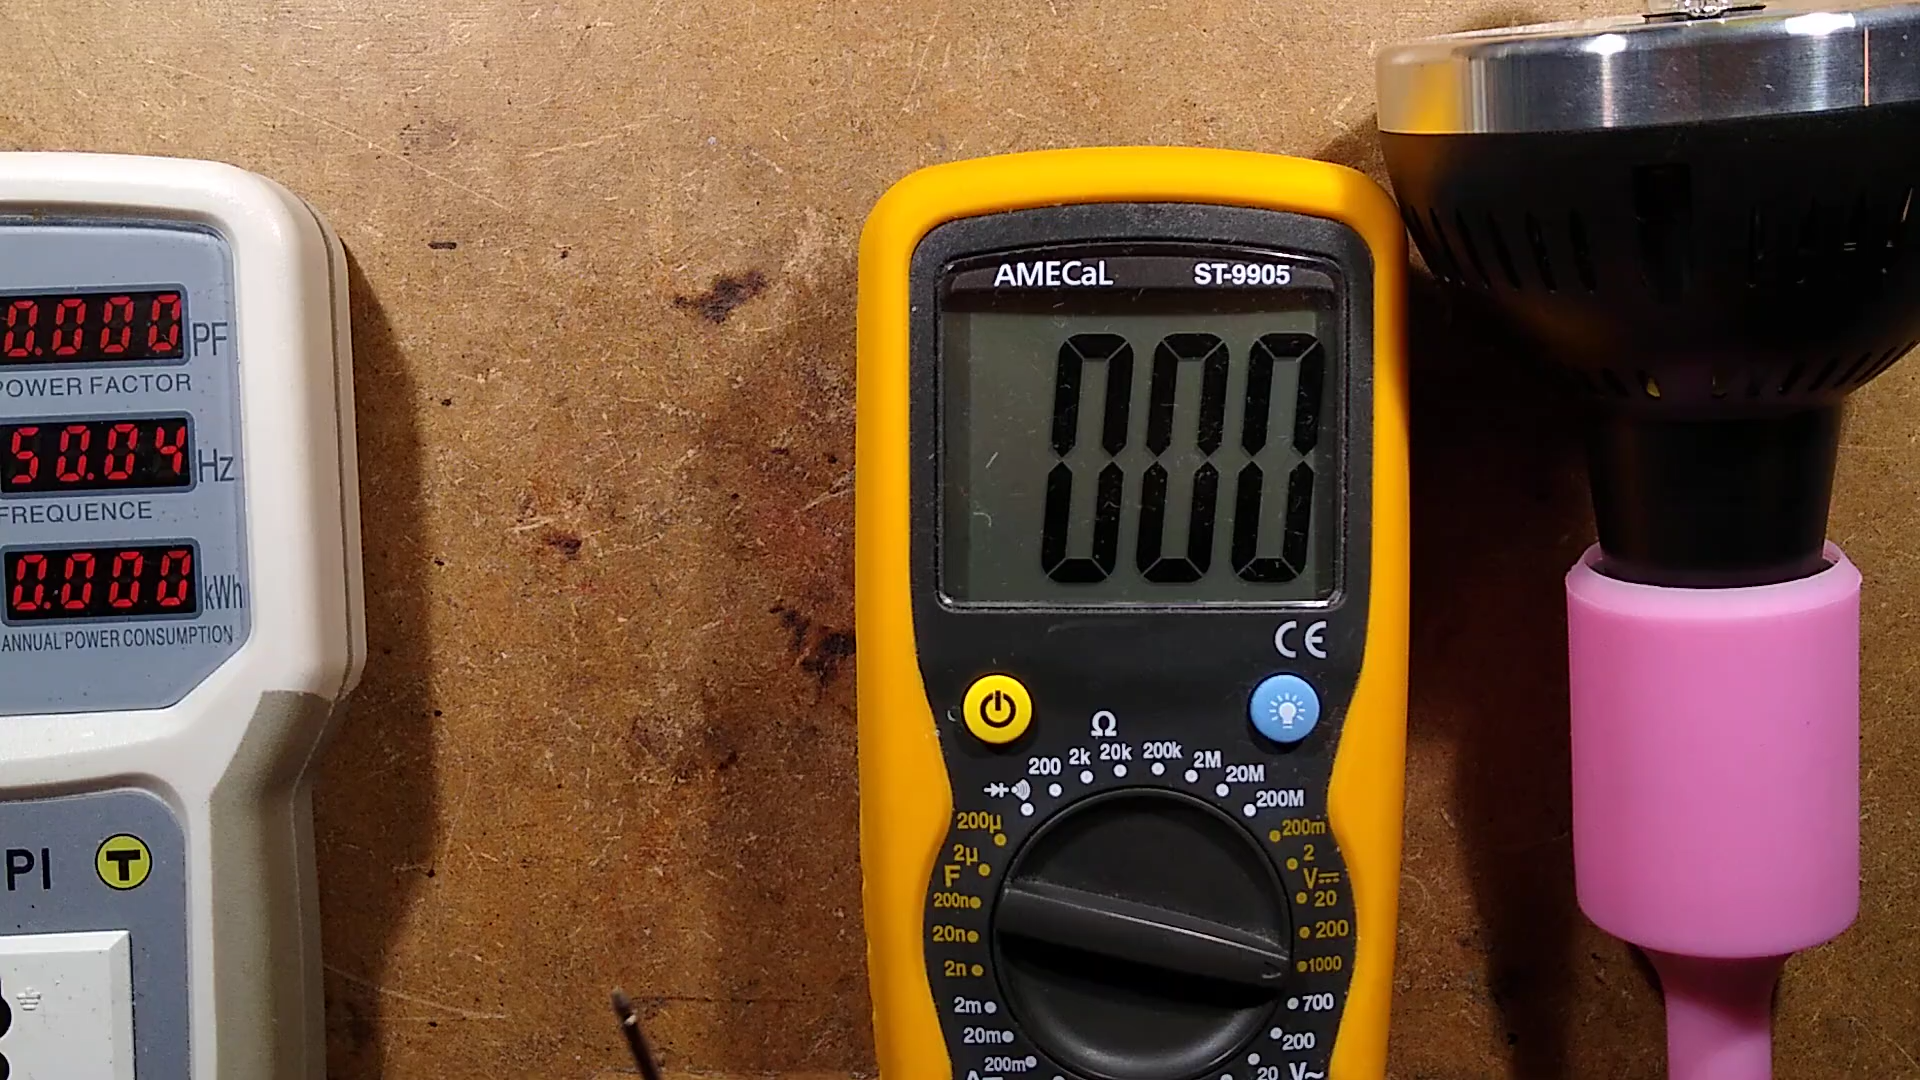 0.000 PF
POWER FACTOR
50.04 Hz
FREQUENCE
0.000 kWh
ANNUAL POWER CONSUMPTION
PI T
AMECaL ST-9905
000
CE
Ω
200 2k 20k 200k 2M 20M 200M
200µ
2µ
F
200n
20n
2n
2m
20m
200m
200m
2
V
20
200
1000
700
200
20 V~